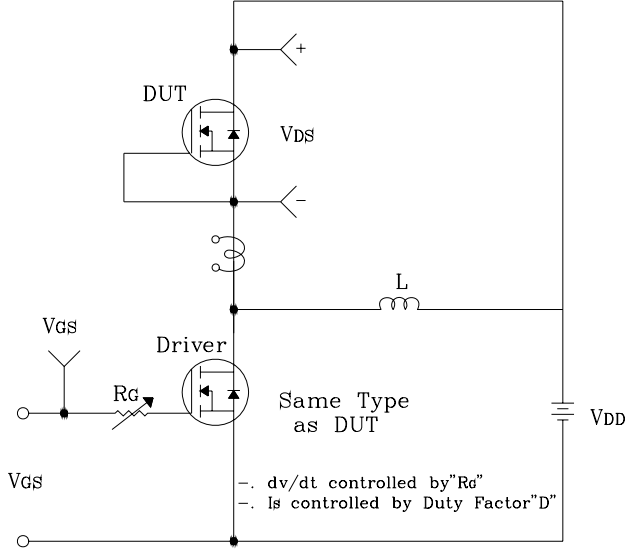 +
DUT
VDS
-
L
VGS
Driver
RG
Same Type
as DUT
VDD
VGS
-. dv/dt controlled by"RG"
-. Is controlled by Duty Factor"D"